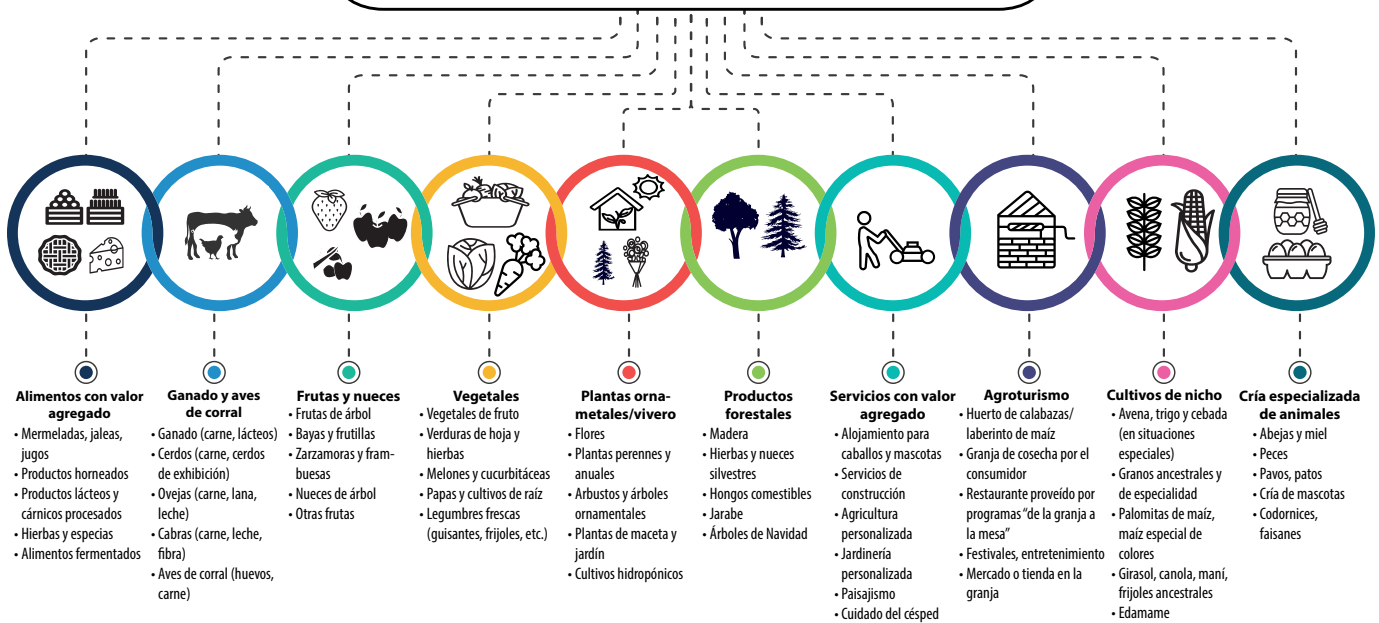 Alimentos con valor
agregado
• Mermeladas, jaleas,
jugos
• Productos horneados
• Productos lácteos y
cárnicos procesados
• Hierbas y especias
• Alimentos fermentados
Ganado y aves
de corral
• Ganado (carne, lácteos)
• Cerdos (carne, cerdos
de exhibición)
• Ovejas (carne, lana,
leche)
• Cabras (carne, leche,
fibra)
• Aves de corral (huevos,
carne)
Frutas y nueces
• Frutas de árbol
• Bayas y frutillas
• Zarzamoras y fram-
buesas
• Nueces de árbol
• Otras frutas
Vegetales
• Vegetales de fruto
• Verduras de hoja y
hierbas
• Melones y cucurbitáceas
• Papas y cultivos de raíz
• Legumbres frescas
(guisantes, frijoles, etc.)
Plantas orna-
metales/vivero
• Flores
• Plantas perennes y
anuales
• Arbustos y árboles
ornamentales
• Plantas de maceta y
jardín
• Cultivos hidropónicos
Productos
forestales
• Madera
• Hierbas y nueces
silvestres
• Hongos comestibles
• Jarabe
• Árboles de Navidad
Servicios con valor
agregado
• Alojamiento para
caballos y mascotas
• Servicios de
construcción
• Agricultura
personalizada
• Jardinería
personalizada
• Paisajismo
• Cuidado del césped
Agroturismo
• Huerto de calabazas/
laberinto de maíz
• Granja de cosecha por el
consumidor
• Restaurante proveído por
programas "de la granja a
la mesa"
• Festivales, entretenimiento
• Mercado o tienda en la
granja
Cultivos de nicho
• Avena, trigo y cebada
(en situaciones
especiales)
• Granos ancestrales y
de especialidad
• Palomitas de maíz,
maíz especial de
colores
• Girasol, canola, maní,
frijoles ancestrales
• Edamame
Cría especializada
de animales
• Abejas y miel
• Peces
• Pavos, patos
• Cría de mascotas
• Codornices,
faisanes